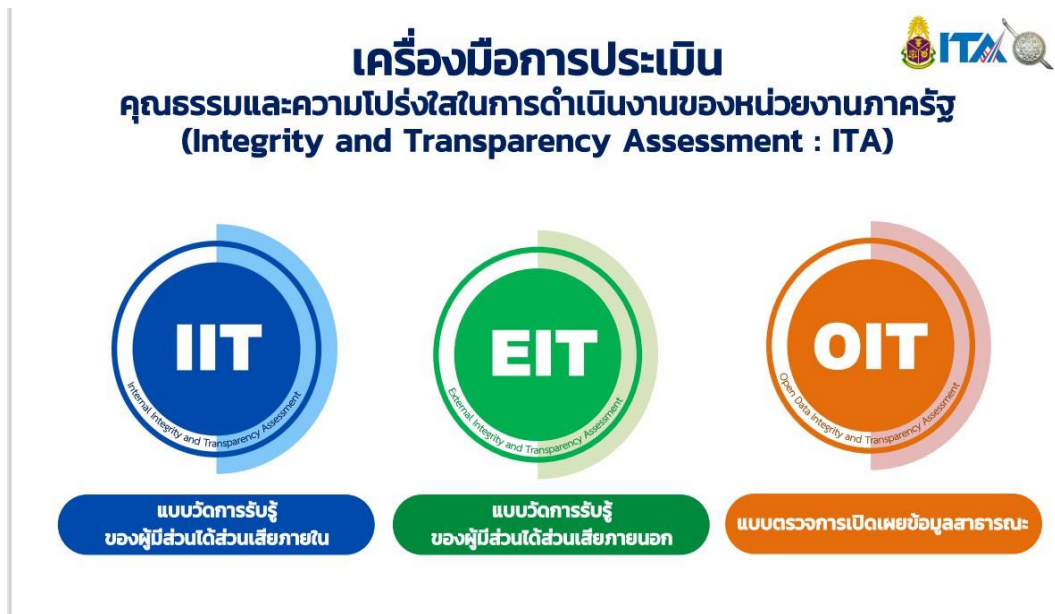 เครื่องมือการประเมิน
คุณธรรมและความโปร่งใสในการดำเนินงานของหน่วยงานภาครัฐ
(Integrity and Transparency Assessment : ITA)
ITA
IIT
Internal Integrity and Transparency Assessment
EIT
External Integrity and Transparency Assessment
OIT
Open Data Integrity and Transparency Assessment
แบบวัดการรับรู้
ของผู้มีส่วนได้ส่วนเสียภายใน
แบบวัดการรับรู้
ของผู้มีส่วนได้ส่วนเสียภายนอก
แบบตรวจการเปิดเผยข้อมูลสาธารณะ